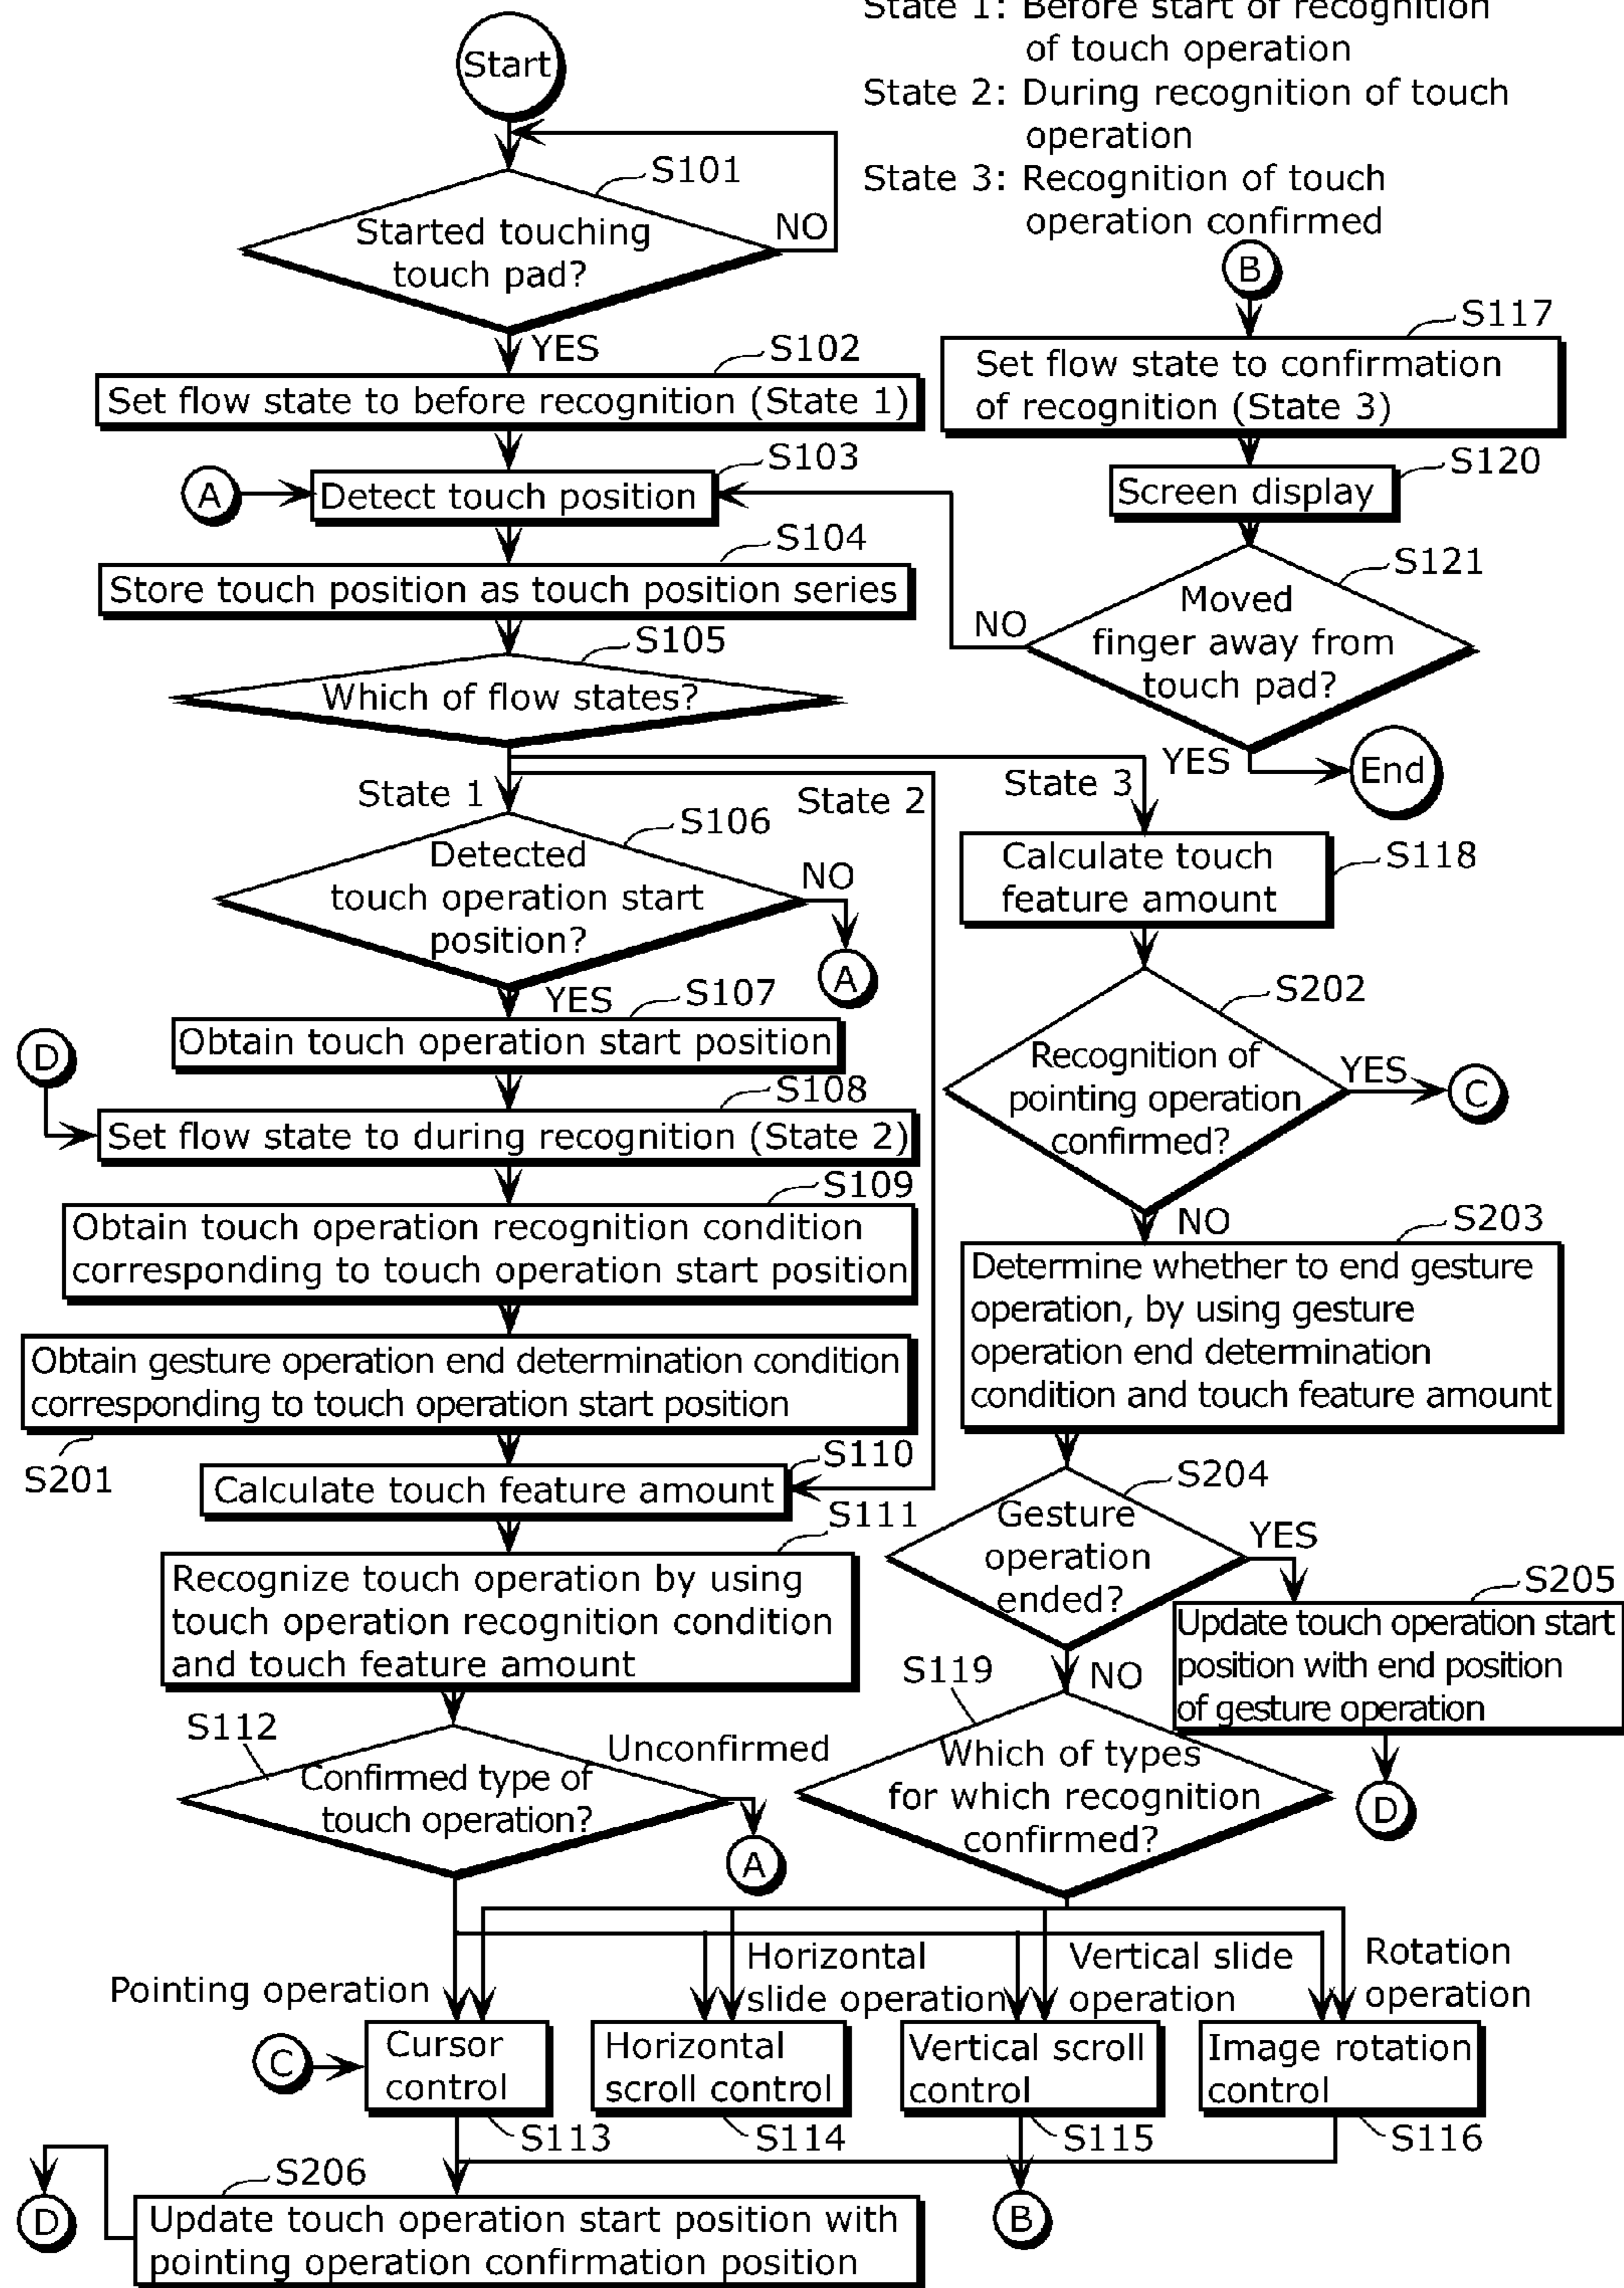 Start
State 1: Before start of recognition
of touch operation
State 2: During recognition of touch
operation
State 3: Recognition of touch
operation confirmed
S101
Started touching
touch pad?
NO
YES
S102
Set flow state to before recognition (State 1)
A
S103
Detect touch position
S104
Store touch position as touch position series
S105
Which of flow states?
State 1
State 2
State 3
S106
Detected
touch operation start
position?
NO
A
YES
S107
Obtain touch operation start position
D
S108
Set flow state to during recognition (State 2)
S109
Obtain touch operation recognition condition
corresponding to touch operation start position
Obtain gesture operation end determination condition
corresponding to touch operation start position
S201
S110
Calculate touch feature amount
S111
Recognize touch operation by using
touch operation recognition condition
and touch feature amount
S112
Confirmed type of
touch operation?
Unconfirmed
A
B
S117
Set flow state to confirmation
of recognition (State 3)
S120
Screen display
S121
Moved
finger away from
touch pad?
NO
YES
End
Calculate touch
feature amount
S118
S202
Recognition of
pointing operation
confirmed?
YES
C
NO
S203
Determine whether to end gesture
operation, by using gesture
operation end determination
condition and touch feature amount
S204
Gesture
operation
ended?
YES
S205
Update touch operation start
position with end position
of gesture operation
D
NO
S119
Which of types
for which recognition
confirmed?
Pointing operation
Horizontal
slide operation
Vertical slide
operation
Rotation
operation
C
Cursor
control
S113
Horizontal
scroll control
S114
Vertical scroll
control
S115
Image rotation
control
S116
D
S206
Update touch operation start position with
pointing operation confirmation position
B